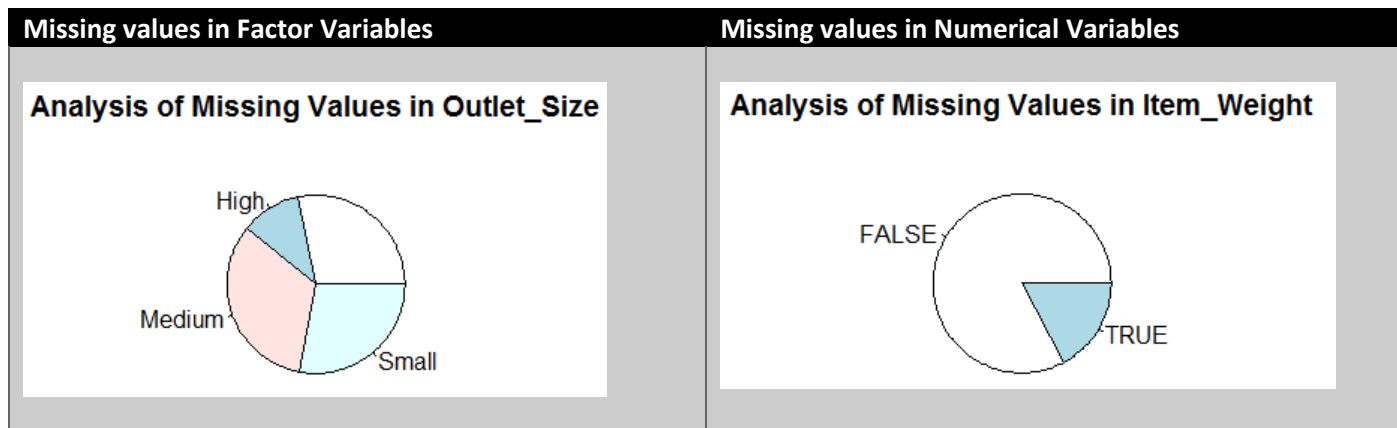 Missing values in Factor Variables
Missing values in Numerical Variables
Analysis of Missing Values in Outlet_Size
High
Medium
Small
Analysis of Missing Values in Item_Weight
FALSE
TRUE